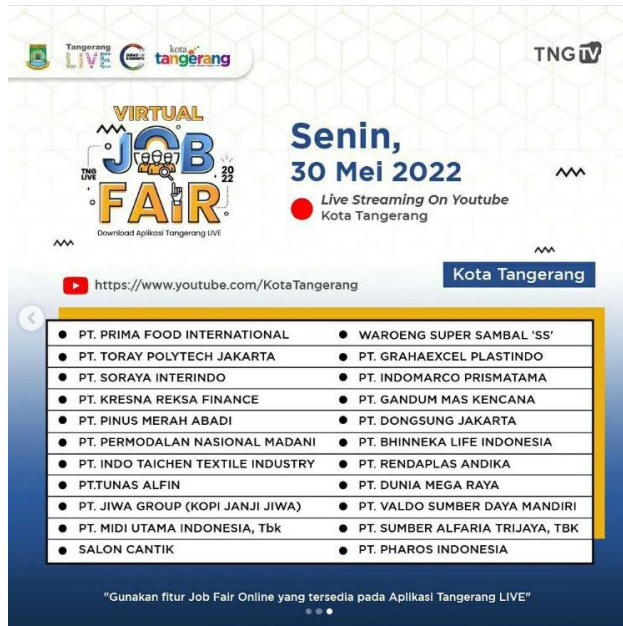 Tangerang
LIVE
kota
tangerang
TNG TV
VIRTUAL
JOB
FAIR
TNG
LIVE
20
22
Download Aplikasi Tangerang LIVE
Senin,
30 Mei 2022
Live Streaming On Youtube
Kota Tangerang
https://www.youtube.com/KotaTangerang
Kota Tangerang
PT. PRIMA FOOD INTERNATIONAL
PT. TORAY POLYTECH JAKARTA
PT. SORAYA INTERINDO
PT. KRESNA REKSA FINANCE
PT. PINUS MERAH ABADI
PT. PERMODALAN NASIONAL MADANI
PT. INDO TAICHEN TEXTILE INDUSTRY
PT.TUNAS ALFIN
PT. JIWA GROUP (KOPI JANJI JIWA)
PT. MIDI UTAMA INDONESIA, Tbk
SALON CANTIK
WAROENG SUPER SAMBAL 'SS'
PT. GRAHAEXCEL PLASTINDO
PT. INDOMARCO PRISMATAMA
PT. GANDUM MAS KENCANA
PT. DONGSUNG JAKARTA
PT. BHINNEKA LIFE INDONESIA
PT. RENDAPLAS ANDIKA
PT. DUNIA MEGA RAYA
PT. VALDO SUMBER DAYA MANDIRI
PT. SUMBER ALFARIA TRIJAYA, TBK
PT. PHAROS INDONESIA
"Gunakan fitur Job Fair Online yang tersedia pada Aplikasi Tangerang LIVE"